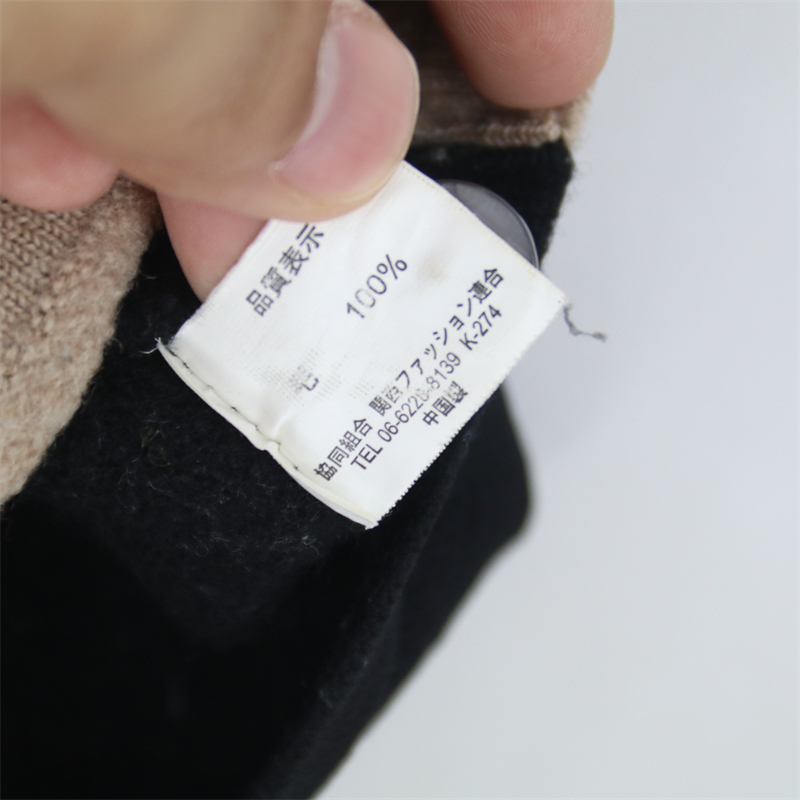 品質表示
100%
協同組合 関西ファッション連合
TEL 06-6228-8139 K-274
中国製